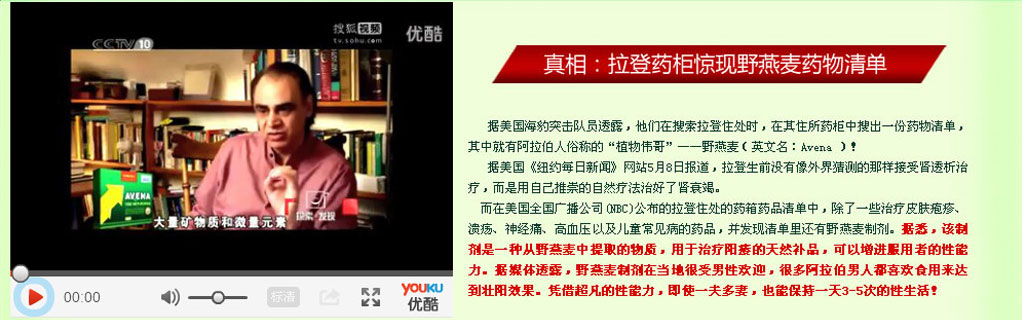 搜狐视频
tv.sohu.com
优酷
CCTV 10
AVENA
探索·发现
大量矿物质和微量元素
00:00
标清
YOUKU
优酷
真相：拉登药柜惊现野燕麦药物清单
据美国海豹突击队员透露，他们在搜索拉登住处时，在其住所药柜中搜出一份药物清单，
其中就有阿拉伯人俗称的“植物伟哥”——野燕麦（英文名：Avena ）！
据美国《纽约每日新闻》网站5月8日报道，拉登生前没有像外界猜测的那样接受肾透析治
疗，而是用自己推崇的自然疗法治好了肾衰竭。
而在美国全国广播公司(NBC)公布的拉登住处的药箱药品清单中，除了一些治疗皮肤疱疹、
溃疡、神经痛、高血压以及儿童常见病的药品，并发现清单里还有野燕麦制剂。据悉，该制
剂是一种从野燕麦中提取的物质，用于治疗阳痿的天然补品，可以增进服用者的性能
力。据媒体透露，野燕麦制剂在当地很受男性欢迎，很多阿拉伯男人都喜欢食用来达
到壮阳效果。凭借超凡的性能力，即使一夫多妻，也能保持一天3-5次的性生活！